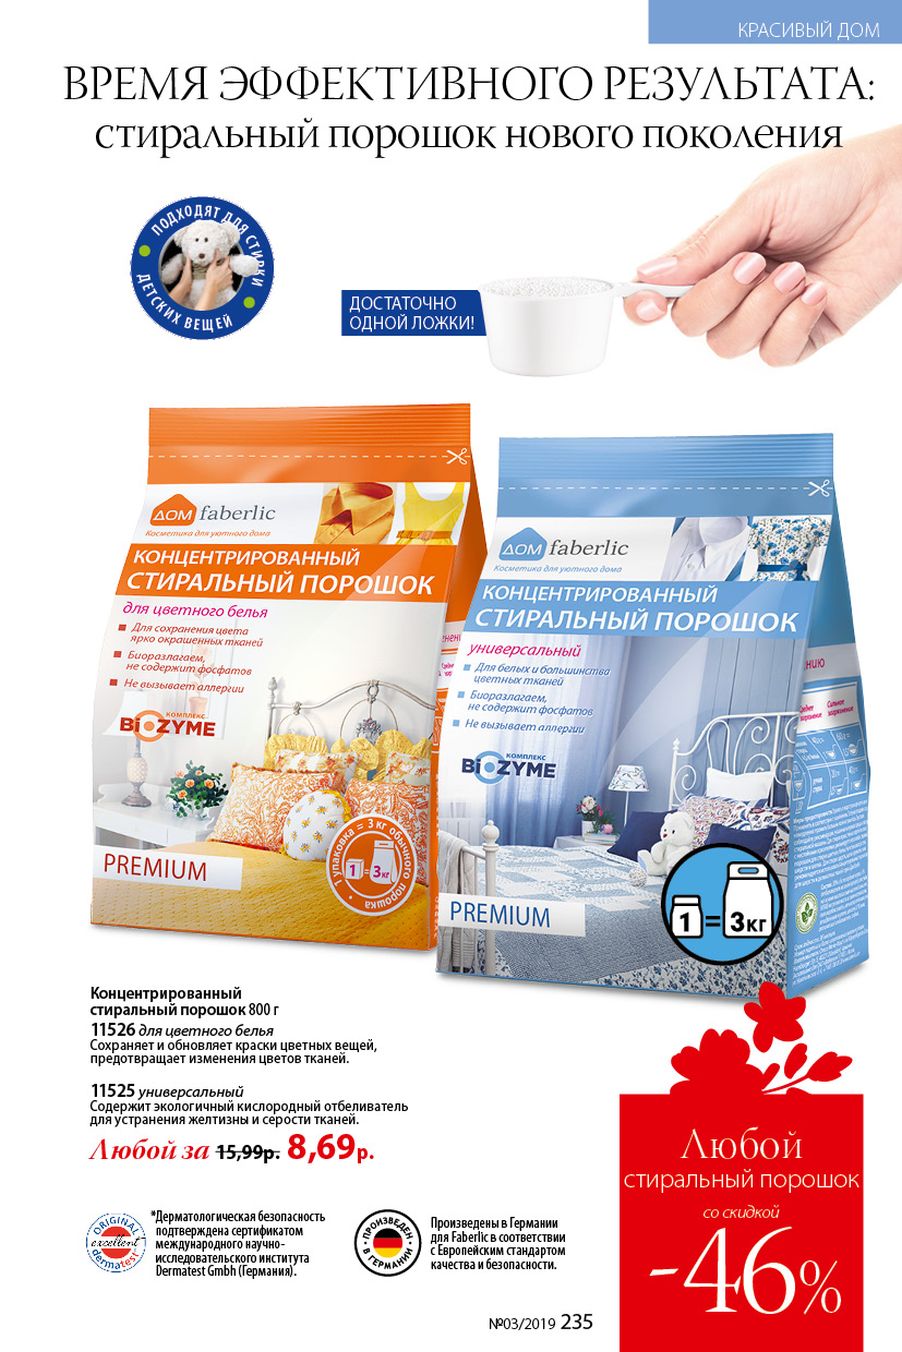 КРАСИВЫЙ ДОМ
ВРЕМЯ ЭФФЕКТИВНОГО РЕЗУЛЬТАТА:
стиральный порошок нового поколения
ПОДХОДЯТ ДЛЯ СТИРКИ
ДЕТСКИХ ВЕЩЕЙ
ДОСТАТОЧНО
ОДНОЙ ЛОЖКИ!
ДОМ faberlic
Косметика для уютного дома
КОНЦЕНТРИРОВАННЫЙ
СТИРАЛЬНЫЙ ПОРОШОК
для цветного белья
Для сохранения цвета
ярко окрашенных тканей
Биоразлагаем,
не содержит фосфатов
Не вызывает аллергии
КОМПЛЕКС
BIOZYME
PREMIUM
1 упаковка = 3 кг обычного порошка
1 = 3кг
ДОМ faberlic
Косметика для уютного дома
КОНЦЕНТРИРОВАННЫЙ
СТИРАЛЬНЫЙ ПОРОШОК
универсальный
Для белых и большинства
цветных тканей
Биоразлагаем,
не содержит фосфатов
Не вызывает аллергии
КОМПЛЕКС
BIOZYME
PREMIUM
1 = 3кг
Концентрированный
стиральный порошок 800 г
11526 для цветного белья
Сохраняет и обновляет краски цветных вещей,
предотвращает изменения цветов тканей.
11525 универсальный
Содержит экологичный кислородный отбеливатель
для устранения желтизны и серости тканей.
Любой за 15,99р. 8,69р.
ORIGINAL
excellent
dermatest
*Дерматологическая безопасность
подтверждена сертификатом
международного научно-
исследовательского института
Dermatest Gmbh (Германия).
ПРОИЗВЕДЕН
В ГЕРМАНИИ
Произведены в Германии
для Faberlic в соответствии
с Европейским стандартом
качества и безопасности.
Любой
стиральный порошок
со скидкой
-46%
№03/2019 235